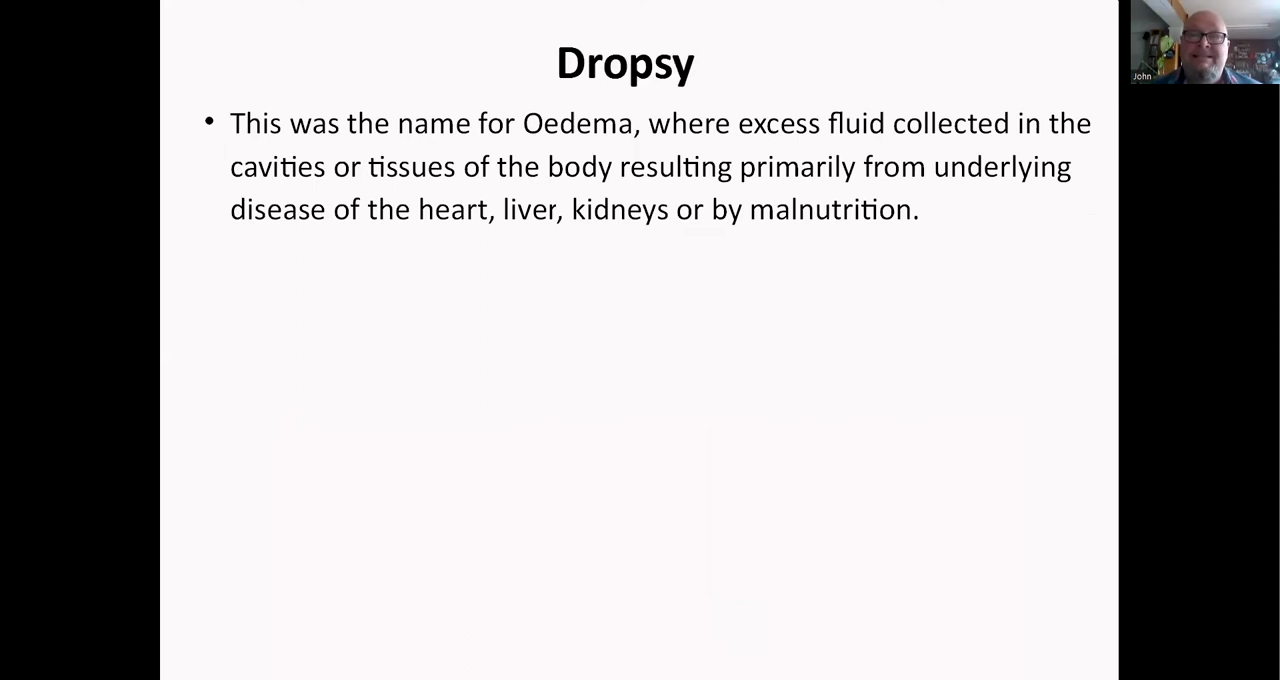 Dropsy
• This was the name for Oedema, where excess fluid collected in the
cavities or tissues of the body resulting primarily from underlying
disease of the heart, liver, kidneys or by malnutrition.
John